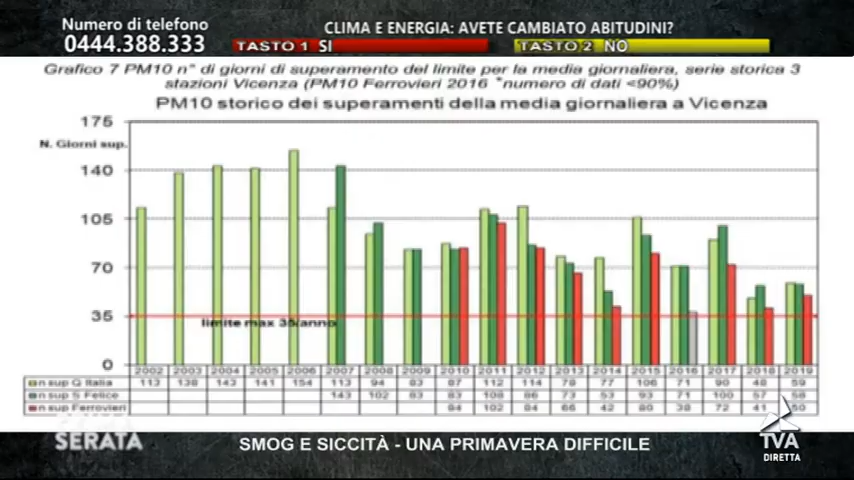 Numero di telefono
0444.388.333
CLIMA E ENERGIA: AVETE CAMBIATO ABITUDINI?
TASTO 1 SI
TASTO 2 NO
Grafico 7 PM10 n° di giorni di superamento del limite per la media giornaliera, serie storica 3
stazioni Vicenza (PM10 Ferrovieri 2016 *numero di dati <90%)
PM10 storico dei superamenti della media giornaliera a Vicenza
175
N. Giorni sup.
140
105
70
35
limite max 35/anno
0
2002 2003 2004 2005 2006 2007 2008 2009 2010 2011 2012 2013 2014 2015 2016 2017 2018 2019
n sup Q Italia 113 138 143 141 154 113 94 83 87 112 114 78 77 106 71 90 48 59
n sup S Felice 143 102 83 83 108 86 73 53 93 71 100 57 58
n sup Ferrovieri 84 102 84 66 42 80 38 72 41 50
SERATA
SMOG E SICCITÀ - UNA PRIMAVERA DIFFICILE
TVA
DIRETTA